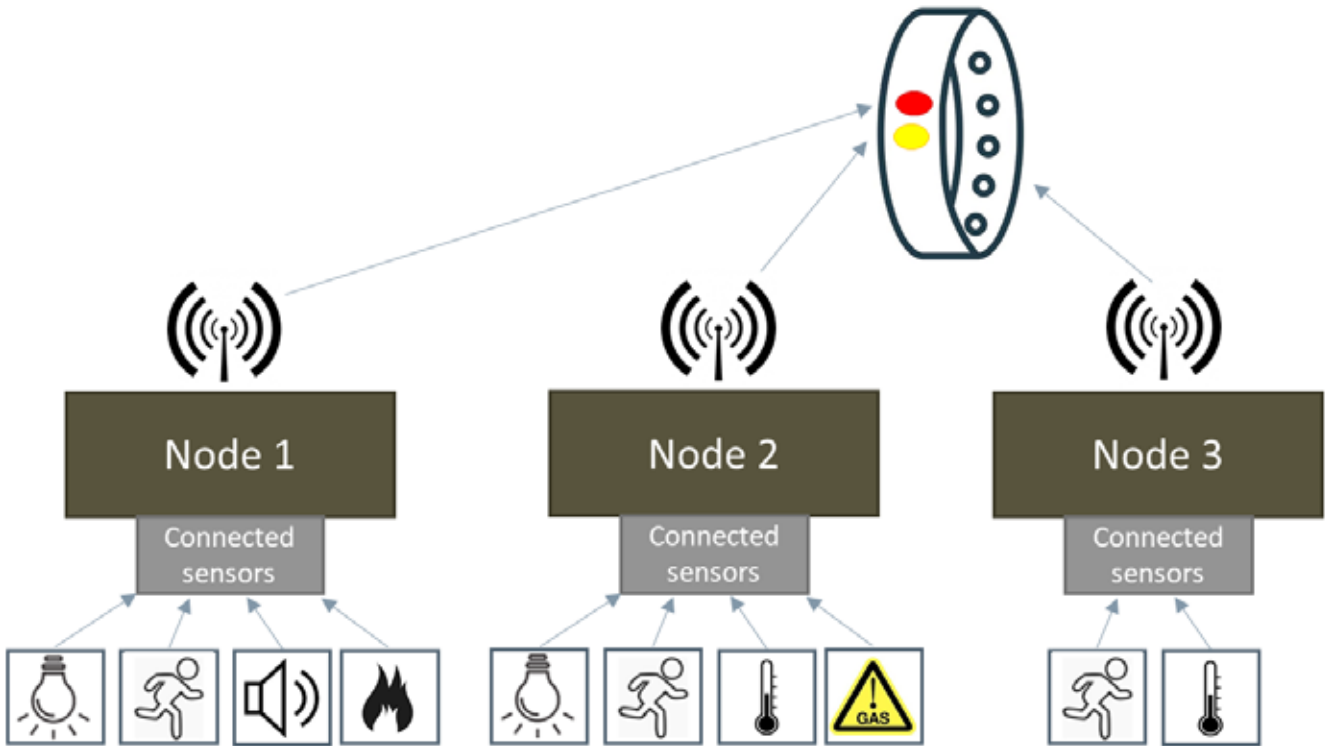 Node 1
Node 2
Node 3
Connected
sensors
Connected
sensors
Connected
sensors
GAS